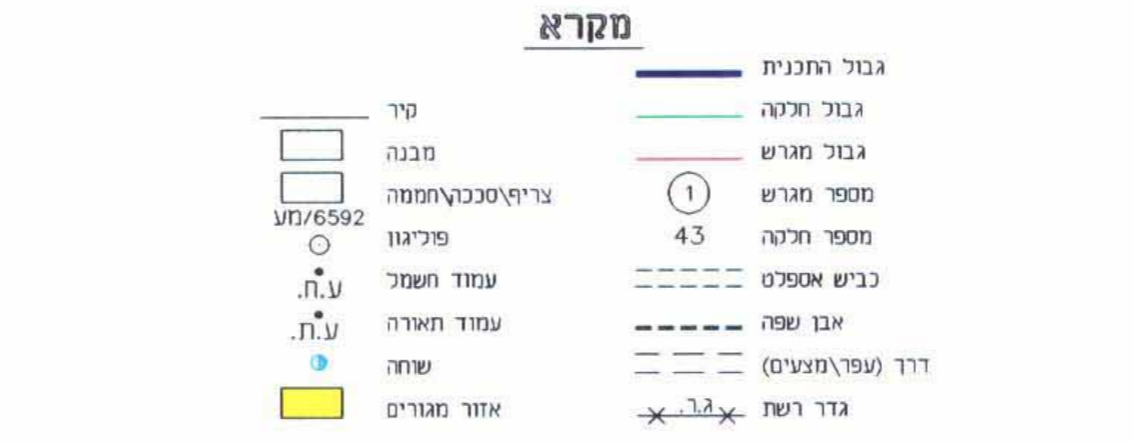 מקרא
גבול התכנית
גבול חלקה
גבול מגרש
1 מספר מגרש
43 מספר חלקה
כביש אספלט
אבן שפה
דרך (עפר\מצעים)
ג.ר. גדר רשת
קיר
מבנה
צריף\סככה\חממה
6592/מע
פוליגון
ע.ח. עמוד חשמל
ע.ת. עמוד תאורה
שוחה
אזור מגורים